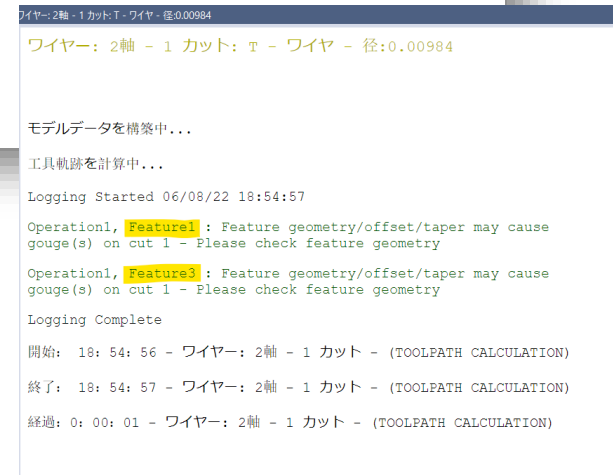 ワイヤー: 2軸 - 1 カット: T - ワイヤ - 径:0.00984
ワイヤー: 2軸 - 1 カット: T - ワイヤ - 径:0.00984
モデルデータを構築中...
工具軌跡を計算中...
Logging Started 06/08/22 18:54:57
Operation1, Feature1 : Feature geometry/offset/taper may cause
gouge(s) on cut 1 - Please check feature geometry
Operation1, Feature3 : Feature geometry/offset/taper may cause
gouge(s) on cut 1 - Please check feature geometry
Logging Complete
開始: 18: 54: 56 - ワイヤー: 2軸 - 1 カット - (TOOLPATH CALCULATION)
終了: 18: 54: 57 - ワイヤー: 2軸 - 1 カット - (TOOLPATH CALCULATION)
経過: 0: 00: 01 - ワイヤー: 2軸 - 1 カット - (TOOLPATH CALCULATION)